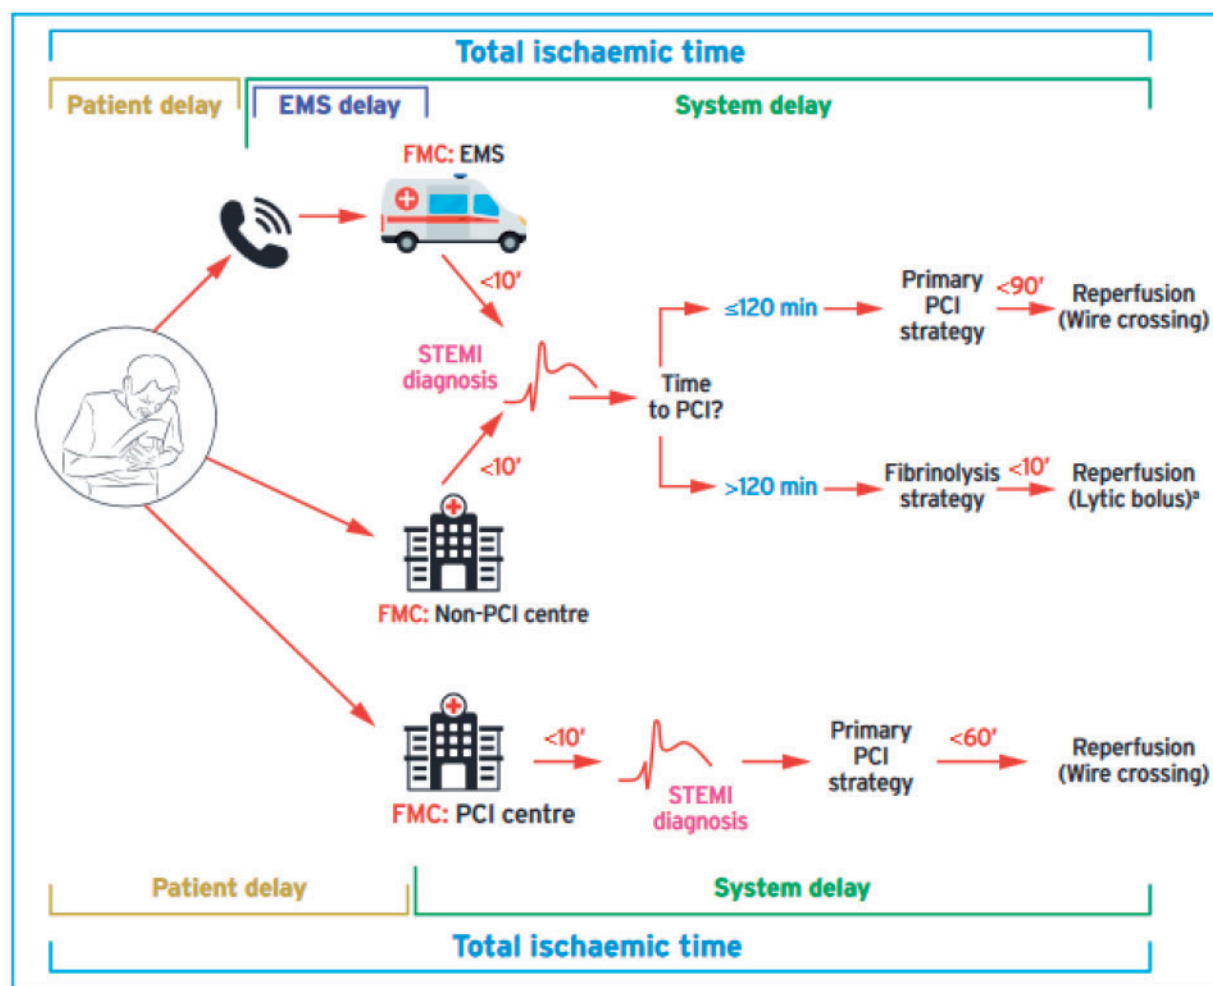 Total ischaemic time
Patient delay
EMS delay
System delay
FMC: EMS
<10'
STEMI
diagnosis
<10'
Time
to PCI?
≤120 min
Primary
PCI
strategy
<90'
Reperfusion
(Wire crossing)
>120 min
Fibrinolysis
strategy
<10'
Reperfusion
(Lytic bolus)ª
FMC: Non-PCI centre
FMC: PCI centre
<10'
STEMI
diagnosis
Primary
PCI
strategy
<60'
Reperfusion
(Wire crossing)
Patient delay
System delay
Total ischaemic time